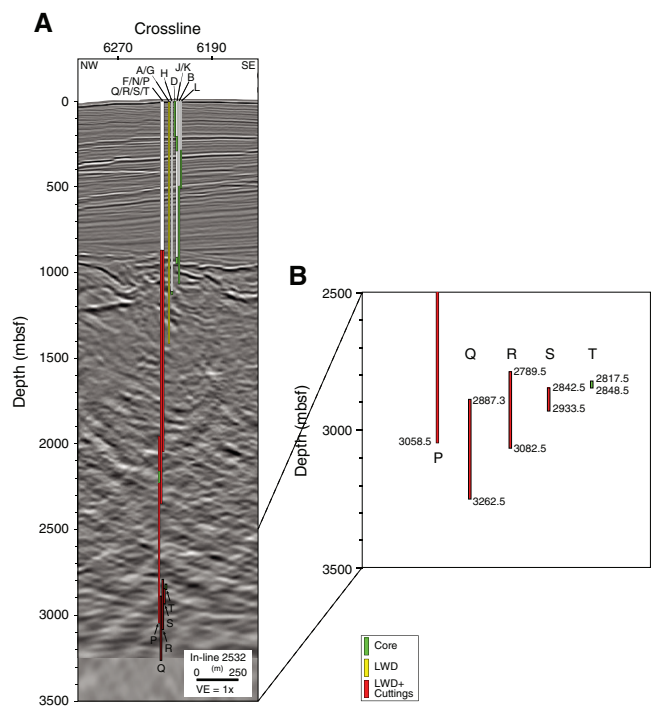 A
Crossline
6270 6190
NW SE
A/G H J/K
F/N/P D B
Q/R/S/T L
0
500
1000
1500
2000
2500
3000
3500
Depth (mbsf)
T
S
P R
Q
In-line 2532
0 (m) 250
VE = 1x
B
2500
3000
3500
Depth (mbsf)
Q R S T
2789.5
2817.5
2842.5 2848.5
2887.3
2933.5
3058.5
P
3082.5
3262.5
Core
LWD
LWD+
Cuttings